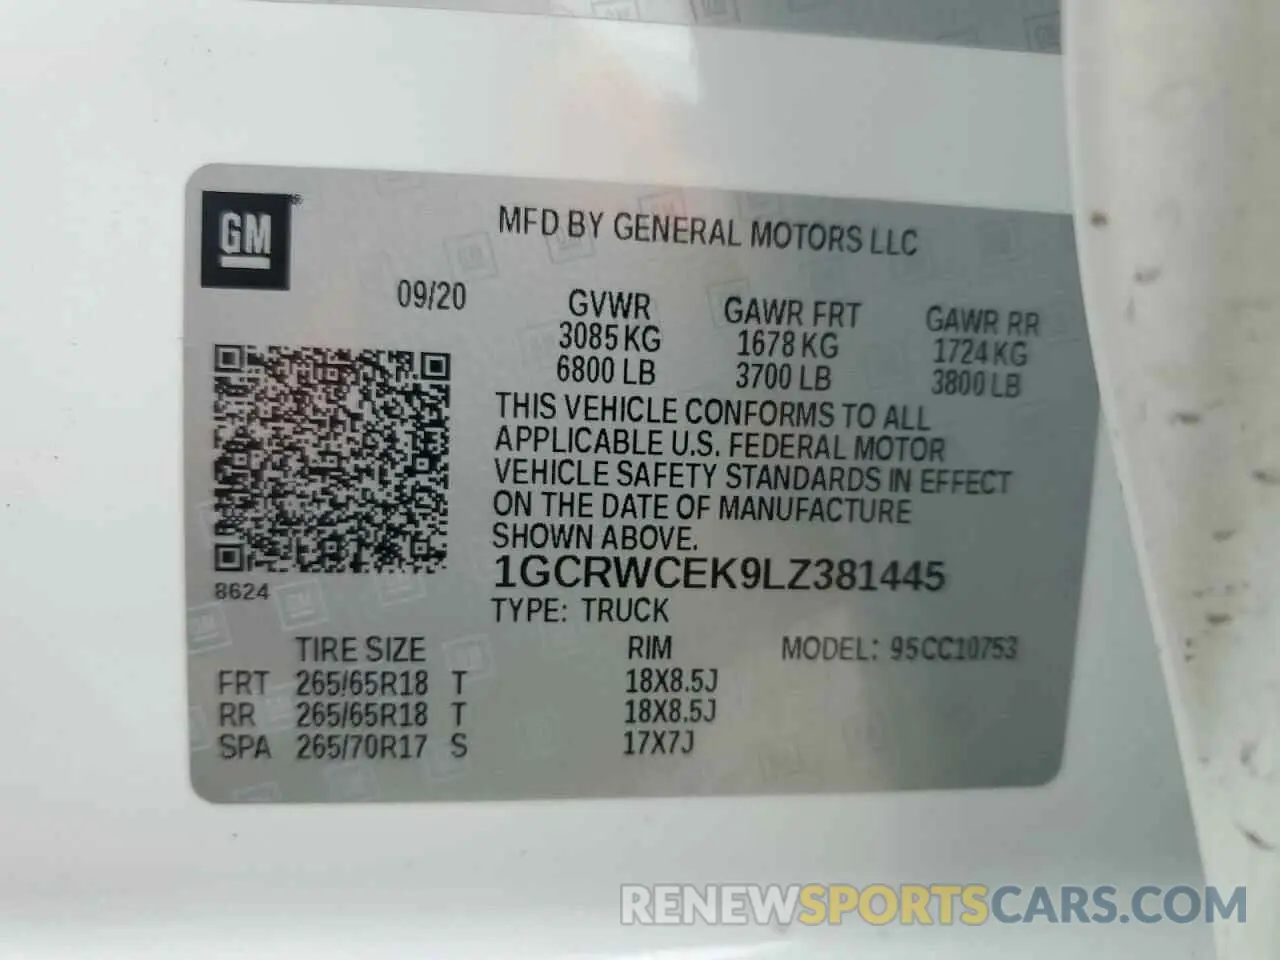 GM
MFD BY GENERAL MOTORS LLC
09/20 GVWR GAWR FRT GAWR RR
3085 KG 1678 KG 1724 KG
6800 LB 3700 LB 3800 LB
THIS VEHICLE CONFORMS TO ALL
APPLICABLE U.S. FEDERAL MOTOR
VEHICLE SAFETY STANDARDS IN EFFECT
ON THE DATE OF MANUFACTURE
SHOWN ABOVE.
8624
1GCRWCEK9LZ381445
TYPE: TRUCK
TIRE SIZE RIM MODEL: 95CC10753
FRT 265/65R18 T 18X8.5J
RR 265/65R18 T 18X8.5J
SPA 265/70R17 S 17X7J
RENEWSPORTSCARS.COM